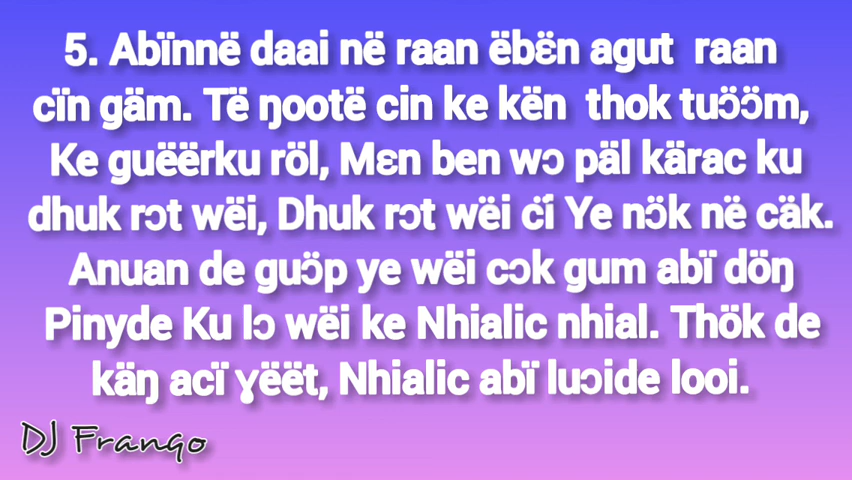 5. Abïnnë daai në raan ëbɛ̈n agut raan
cïn gäm. Të ŋootë cin ke kën thok tuɔ̈ɔ̈m,
Ke guëërku röl, Mɛn ben wɔ päl kärac ku
dhuk rɔt wëi, Dhuk rɔt wëi cï Ye nɔ̈k në cäk.
Anuan de guɔ̈p ye wëi cɔk gum abï döŋ
Pinyde Ku lɔ wëi ke Nhialic nhial. Thök de
käŋ acï ɣëët, Nhialic abï luɔide looi.
DJ Frango